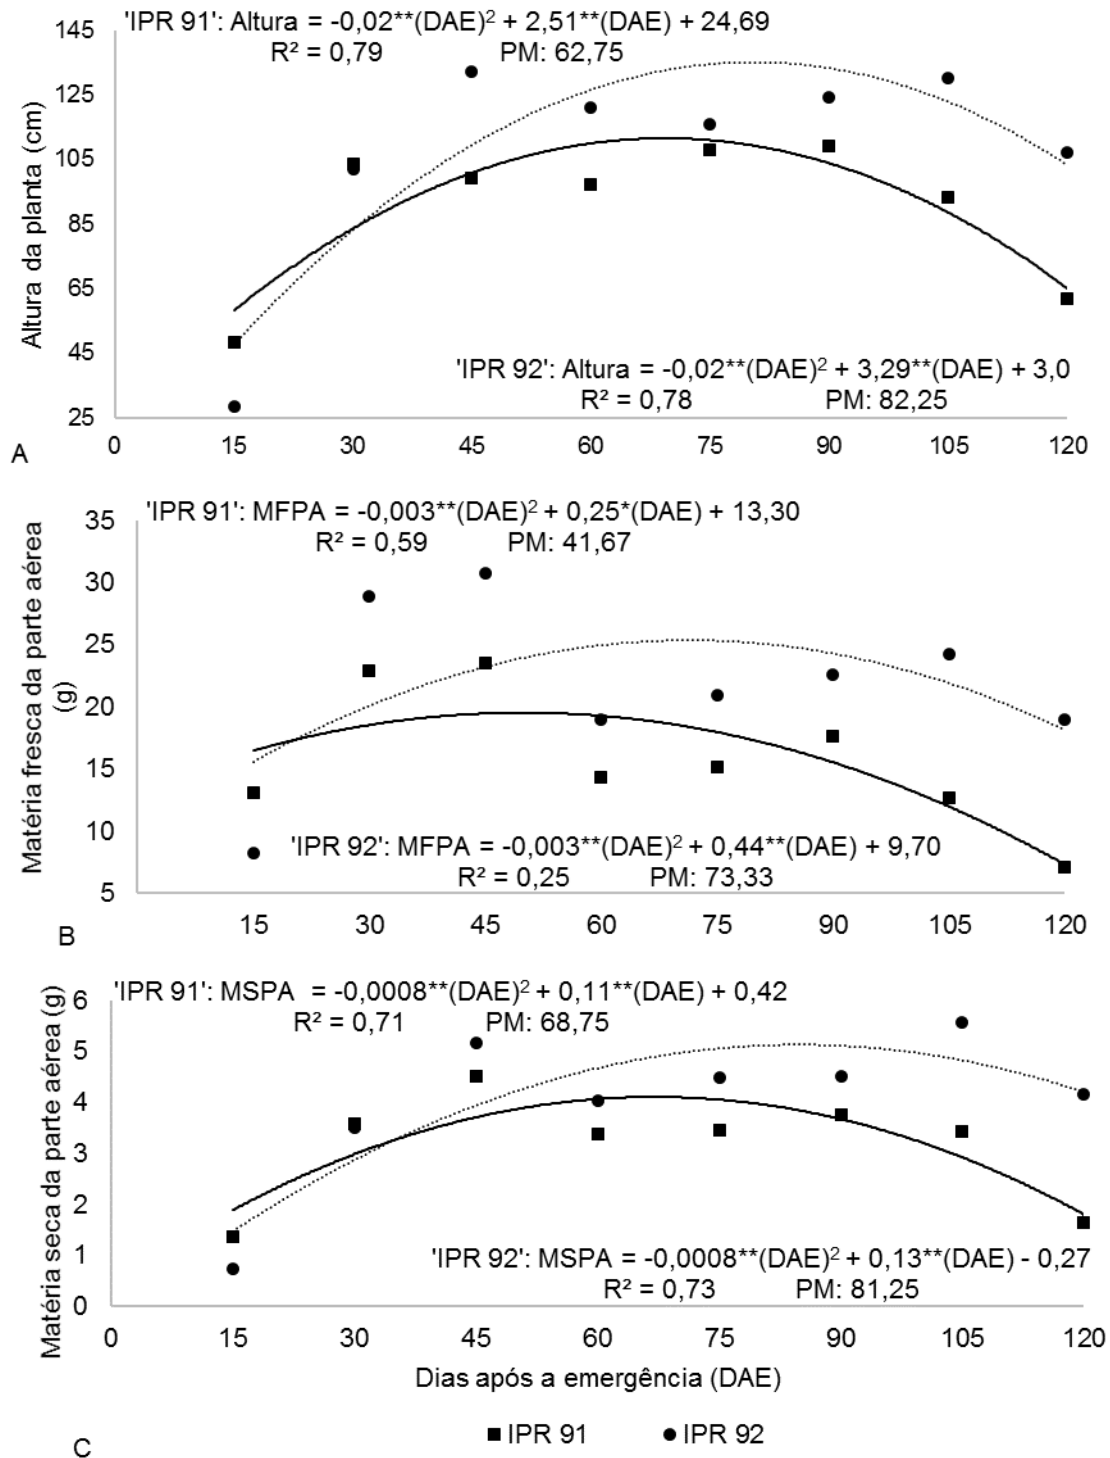 'IPR 91': Altura = -0,02**(DAE)² + 2,51**(DAE) + 24,69
R² = 0,79 PM: 62,75
145
125
105
85
65
45
25
Altura da planta (cm)
'IPR 92': Altura = -0,02**(DAE)² + 3,29**(DAE) + 3,0
R² = 0,78 PM: 82,25
0 15 30 45 60 75 90 105 120
A
'IPR 91': MFPA = -0,003**(DAE)² + 0,25*(DAE) + 13,30
R² = 0,59 PM: 41,67
35
30
25
20
15
10
5
Matéria fresca da parte aérea
(g)
'IPR 92': MFPA = -0,003**(DAE)² + 0,44**(DAE) + 9,70
R² = 0,25 PM: 73,33
15 30 45 60 75 90 105 120
B
'IPR 91': MSPA = -0,0008**(DAE)² + 0,11**(DAE) + 0,42
R² = 0,71 PM: 68,75
6
5
4
3
2
1
0
Matéria seca da parte aérea (g)
'IPR 92': MSPA = -0,0008**(DAE)² + 0,13**(DAE) - 0,27
R² = 0,73 PM: 81,25
0 15 30 45 60 75 90 105 120
Dias após a emergência (DAE)
IPR 91 IPR 92
C